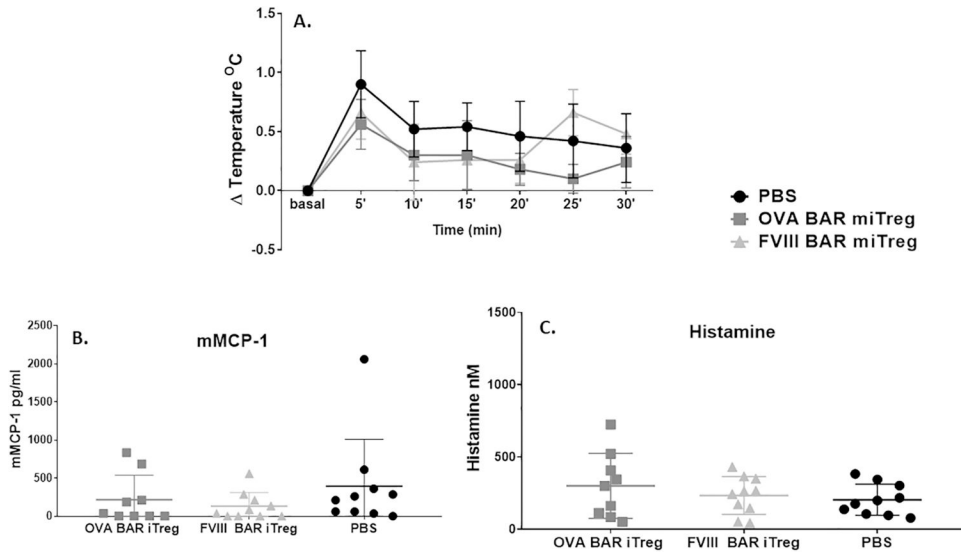 A.
Δ Temperature ºC
1.5
1.0
0.5
0.0
-0.5
basal 5' 10' 15' 20' 25' 30'
Time (min)
PBS
OVA BAR miTreg
FVIII BAR miTreg
B.
mMCP-1
mMCP-1 pg/ml
2500
2000
1500
1000
500
0
OVA BAR iTreg FVIII BAR iTreg PBS
C.
Histamine
Histamine nM
1500
1000
500
0
OVA BAR iTreg FVIII BAR iTreg PBS